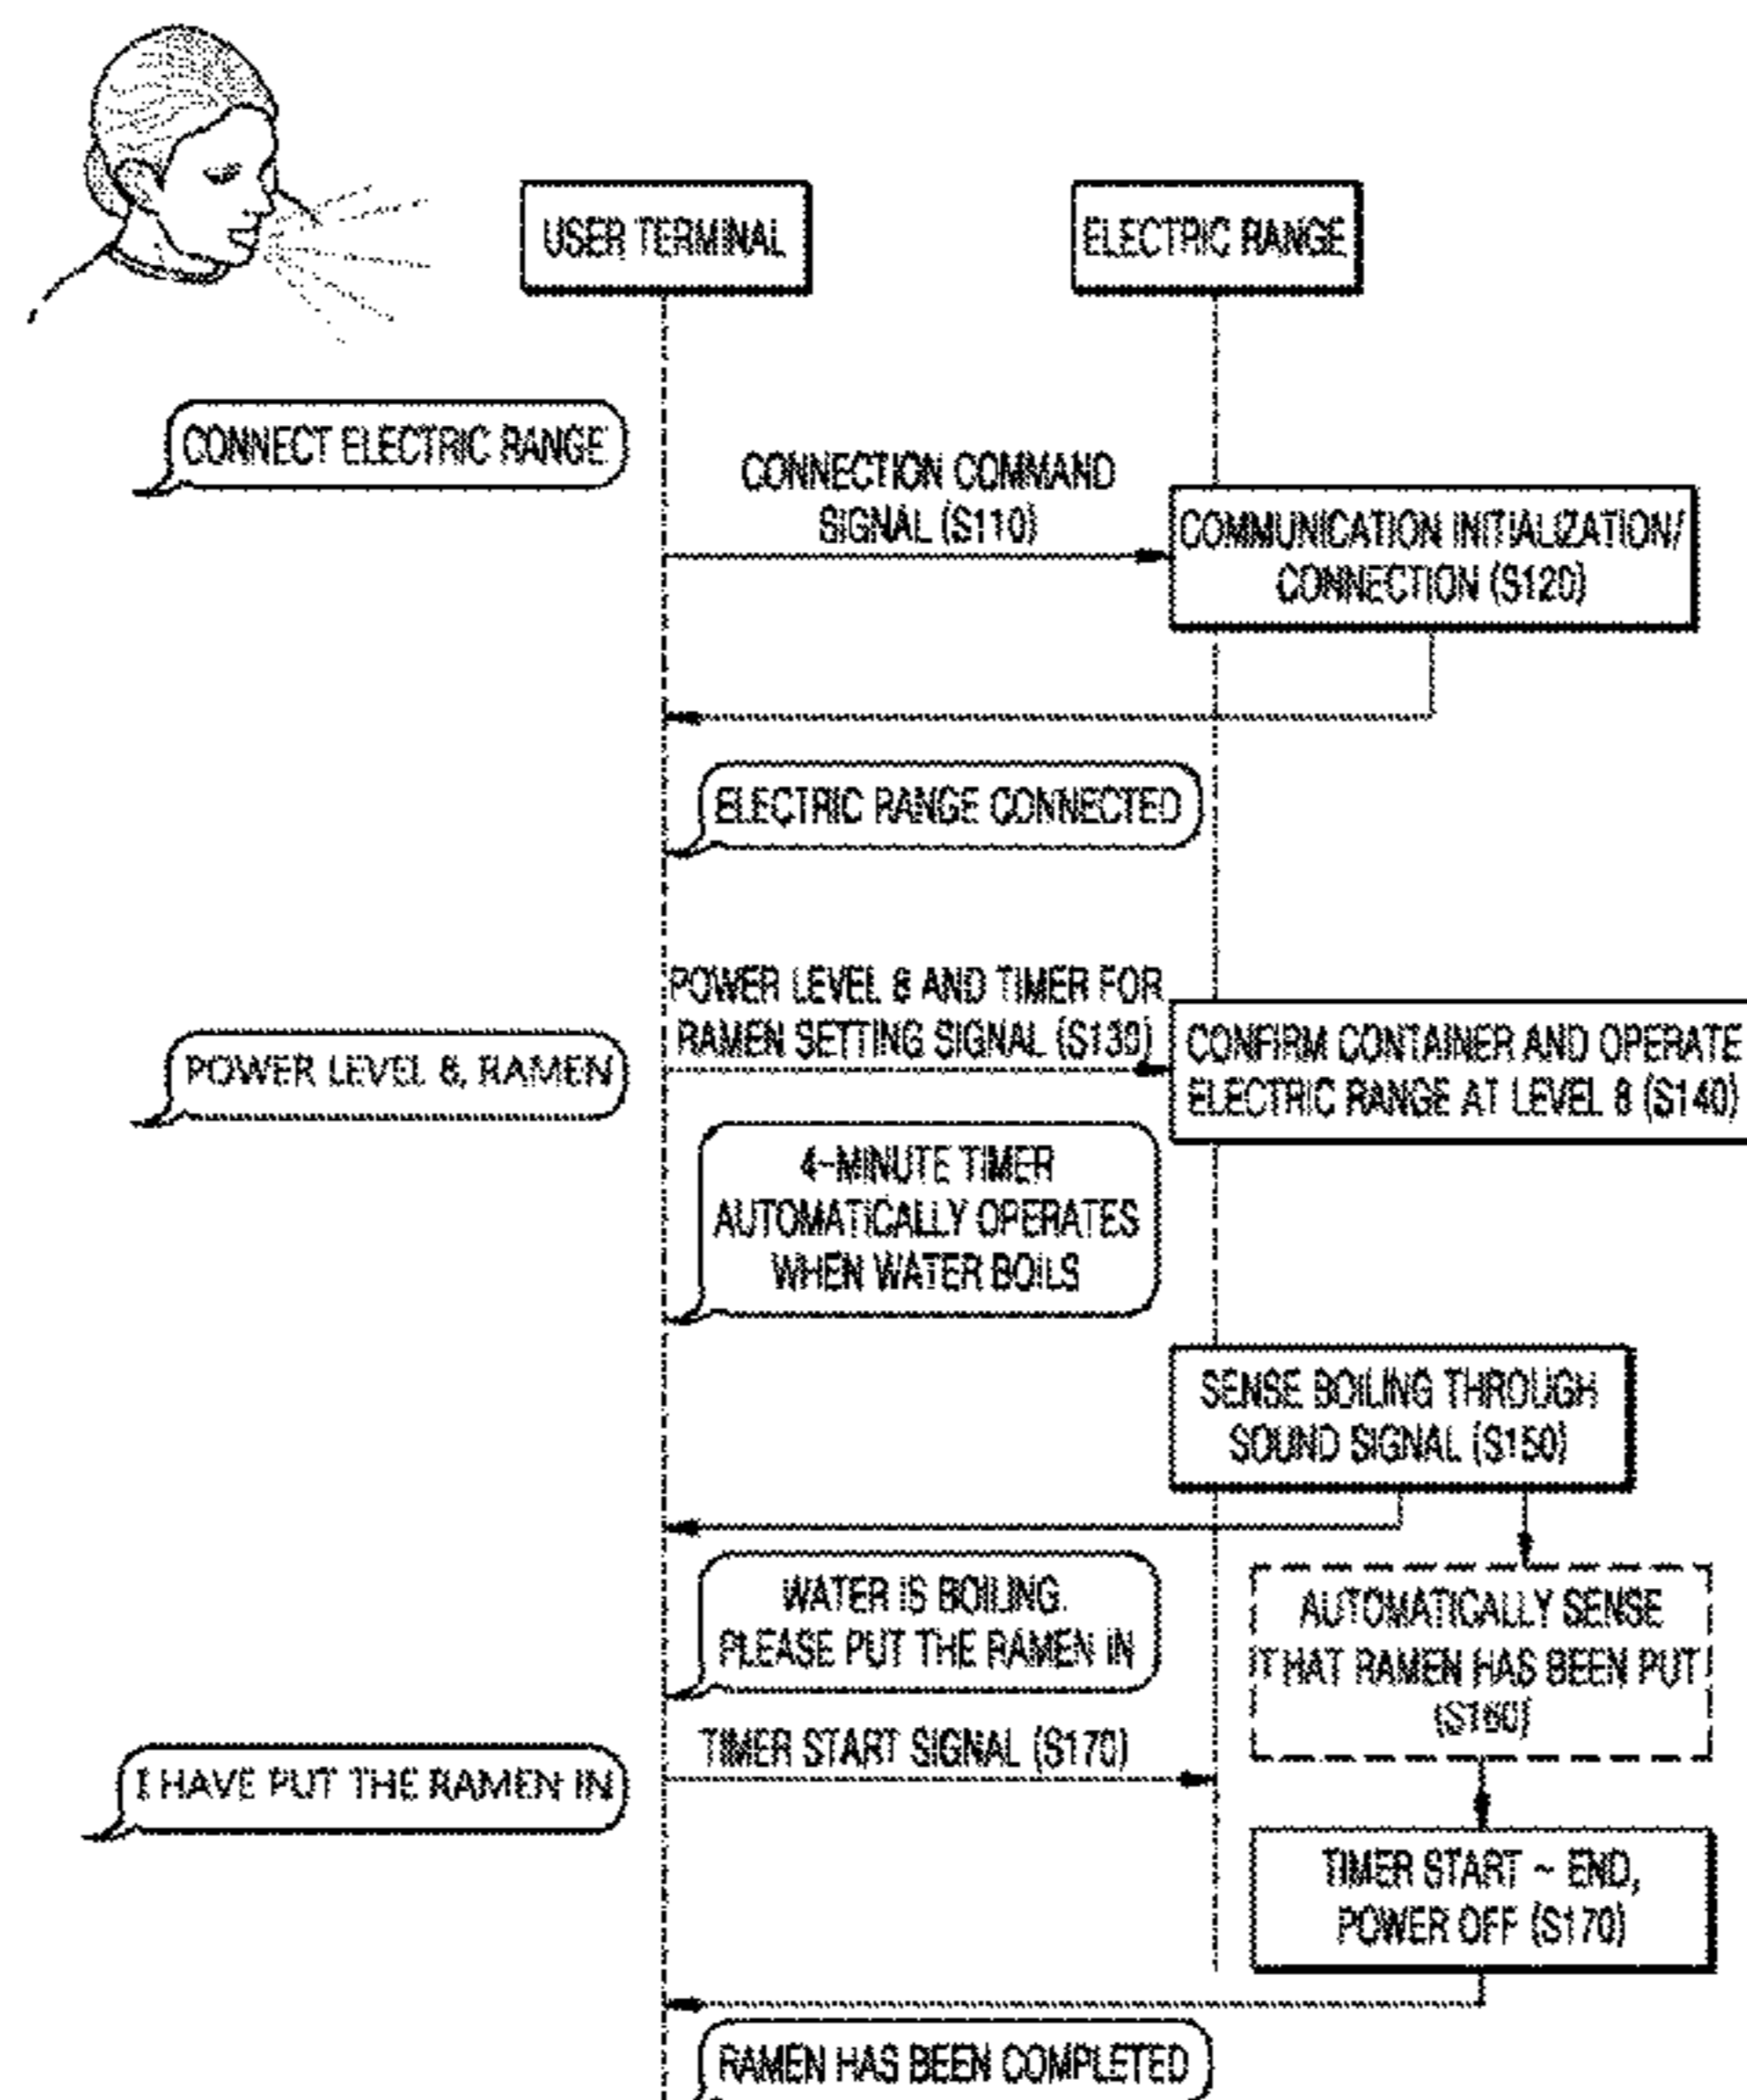 USER TERMINAL
ELECTRIC RANGE
CONNECT ELECTRIC RANGE
CONNECTION COMMAND
SIGNAL (S110)
COMMUNICATION INITIALIZATION/
CONNECTION (S120)
ELECTRIC RANGE CONNECTED
POWER LEVEL 8, RAMEN
POWER LEVEL 8 AND TIMER FOR
RAMEN SETTING SIGNAL (S130)
CONFIRM CONTAINER AND OPERATE
ELECTRIC RANGE AT LEVEL 8 (S140)
4-MINUTE TIMER
AUTOMATICALLY OPERATES
WHEN WATER BOILS
SENSE BOILING THROUGH
SOUND SIGNAL (S150)
WATER IS BOILING.
PLEASE PUT THE RAMEN IN
AUTOMATICALLY SENSE
THAT RAMEN HAS BEEN PUT
(S160)
I HAVE PUT THE RAMEN IN
TIMER START SIGNAL (S170)
TIMER START ~ END,
POWER OFF (S170)
RAMEN HAS BEEN COMPLETED